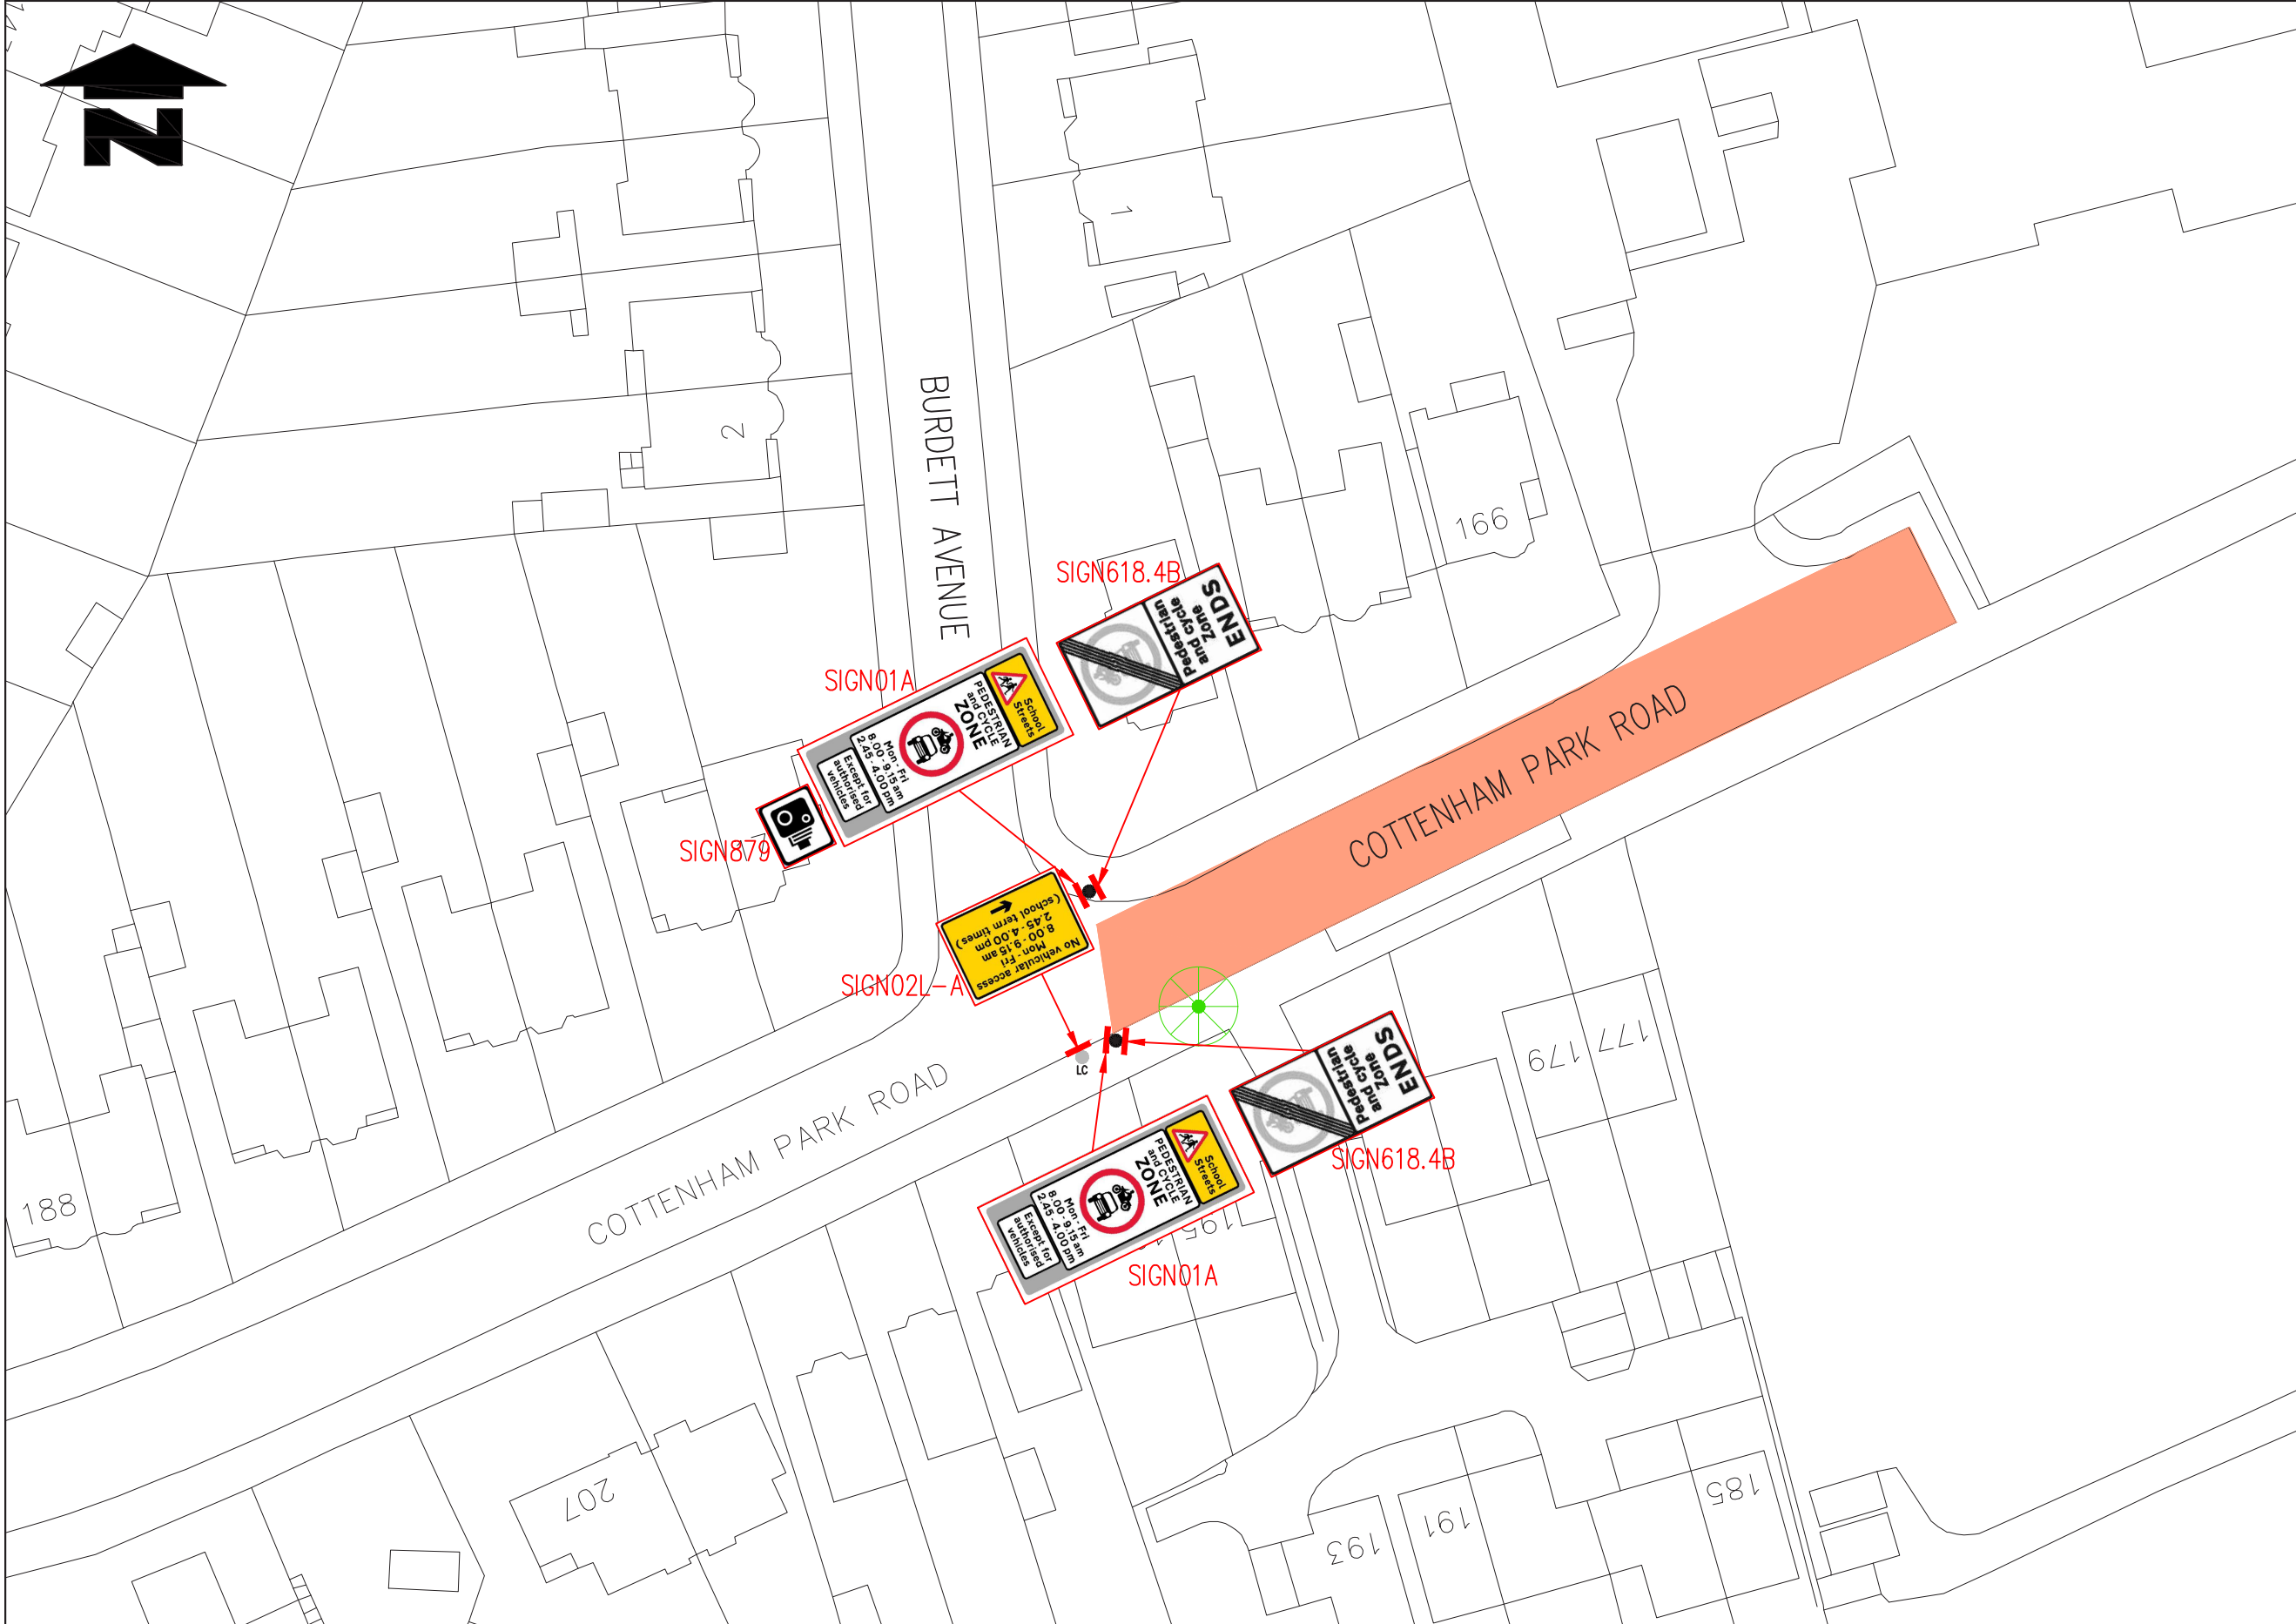 N
1
2
BURDETT AVENUE
166
SIGN618.4B
Pedestrian
and cycle
Zone
ENDS
SIGN01A
School
Streets
PEDESTRIAN
and CYCLE
ZONE
Mon - Fri
8.00 - 9.15 am
2.45 - 4.00 pm
Except for
authorised
vehicles
SIGN879
COTTENHAM PARK ROAD
No vehicular access
Mon - Fri
8.00 - 9.15 am
2.45 - 4.00 pm
(school term times)
SIGN02L-A
LC
COTTENHAM PARK ROAD
179
177
Pedestrian
and cycle
Zone
ENDS
SIGN618.4B
School
Streets
PEDESTRIAN
and CYCLE
ZONE
Mon - Fri
8.00 - 9.15 am
2.45 - 4.00 pm
Except for
authorised
vehicles
SIGN01A
195
188
207
193
191
185